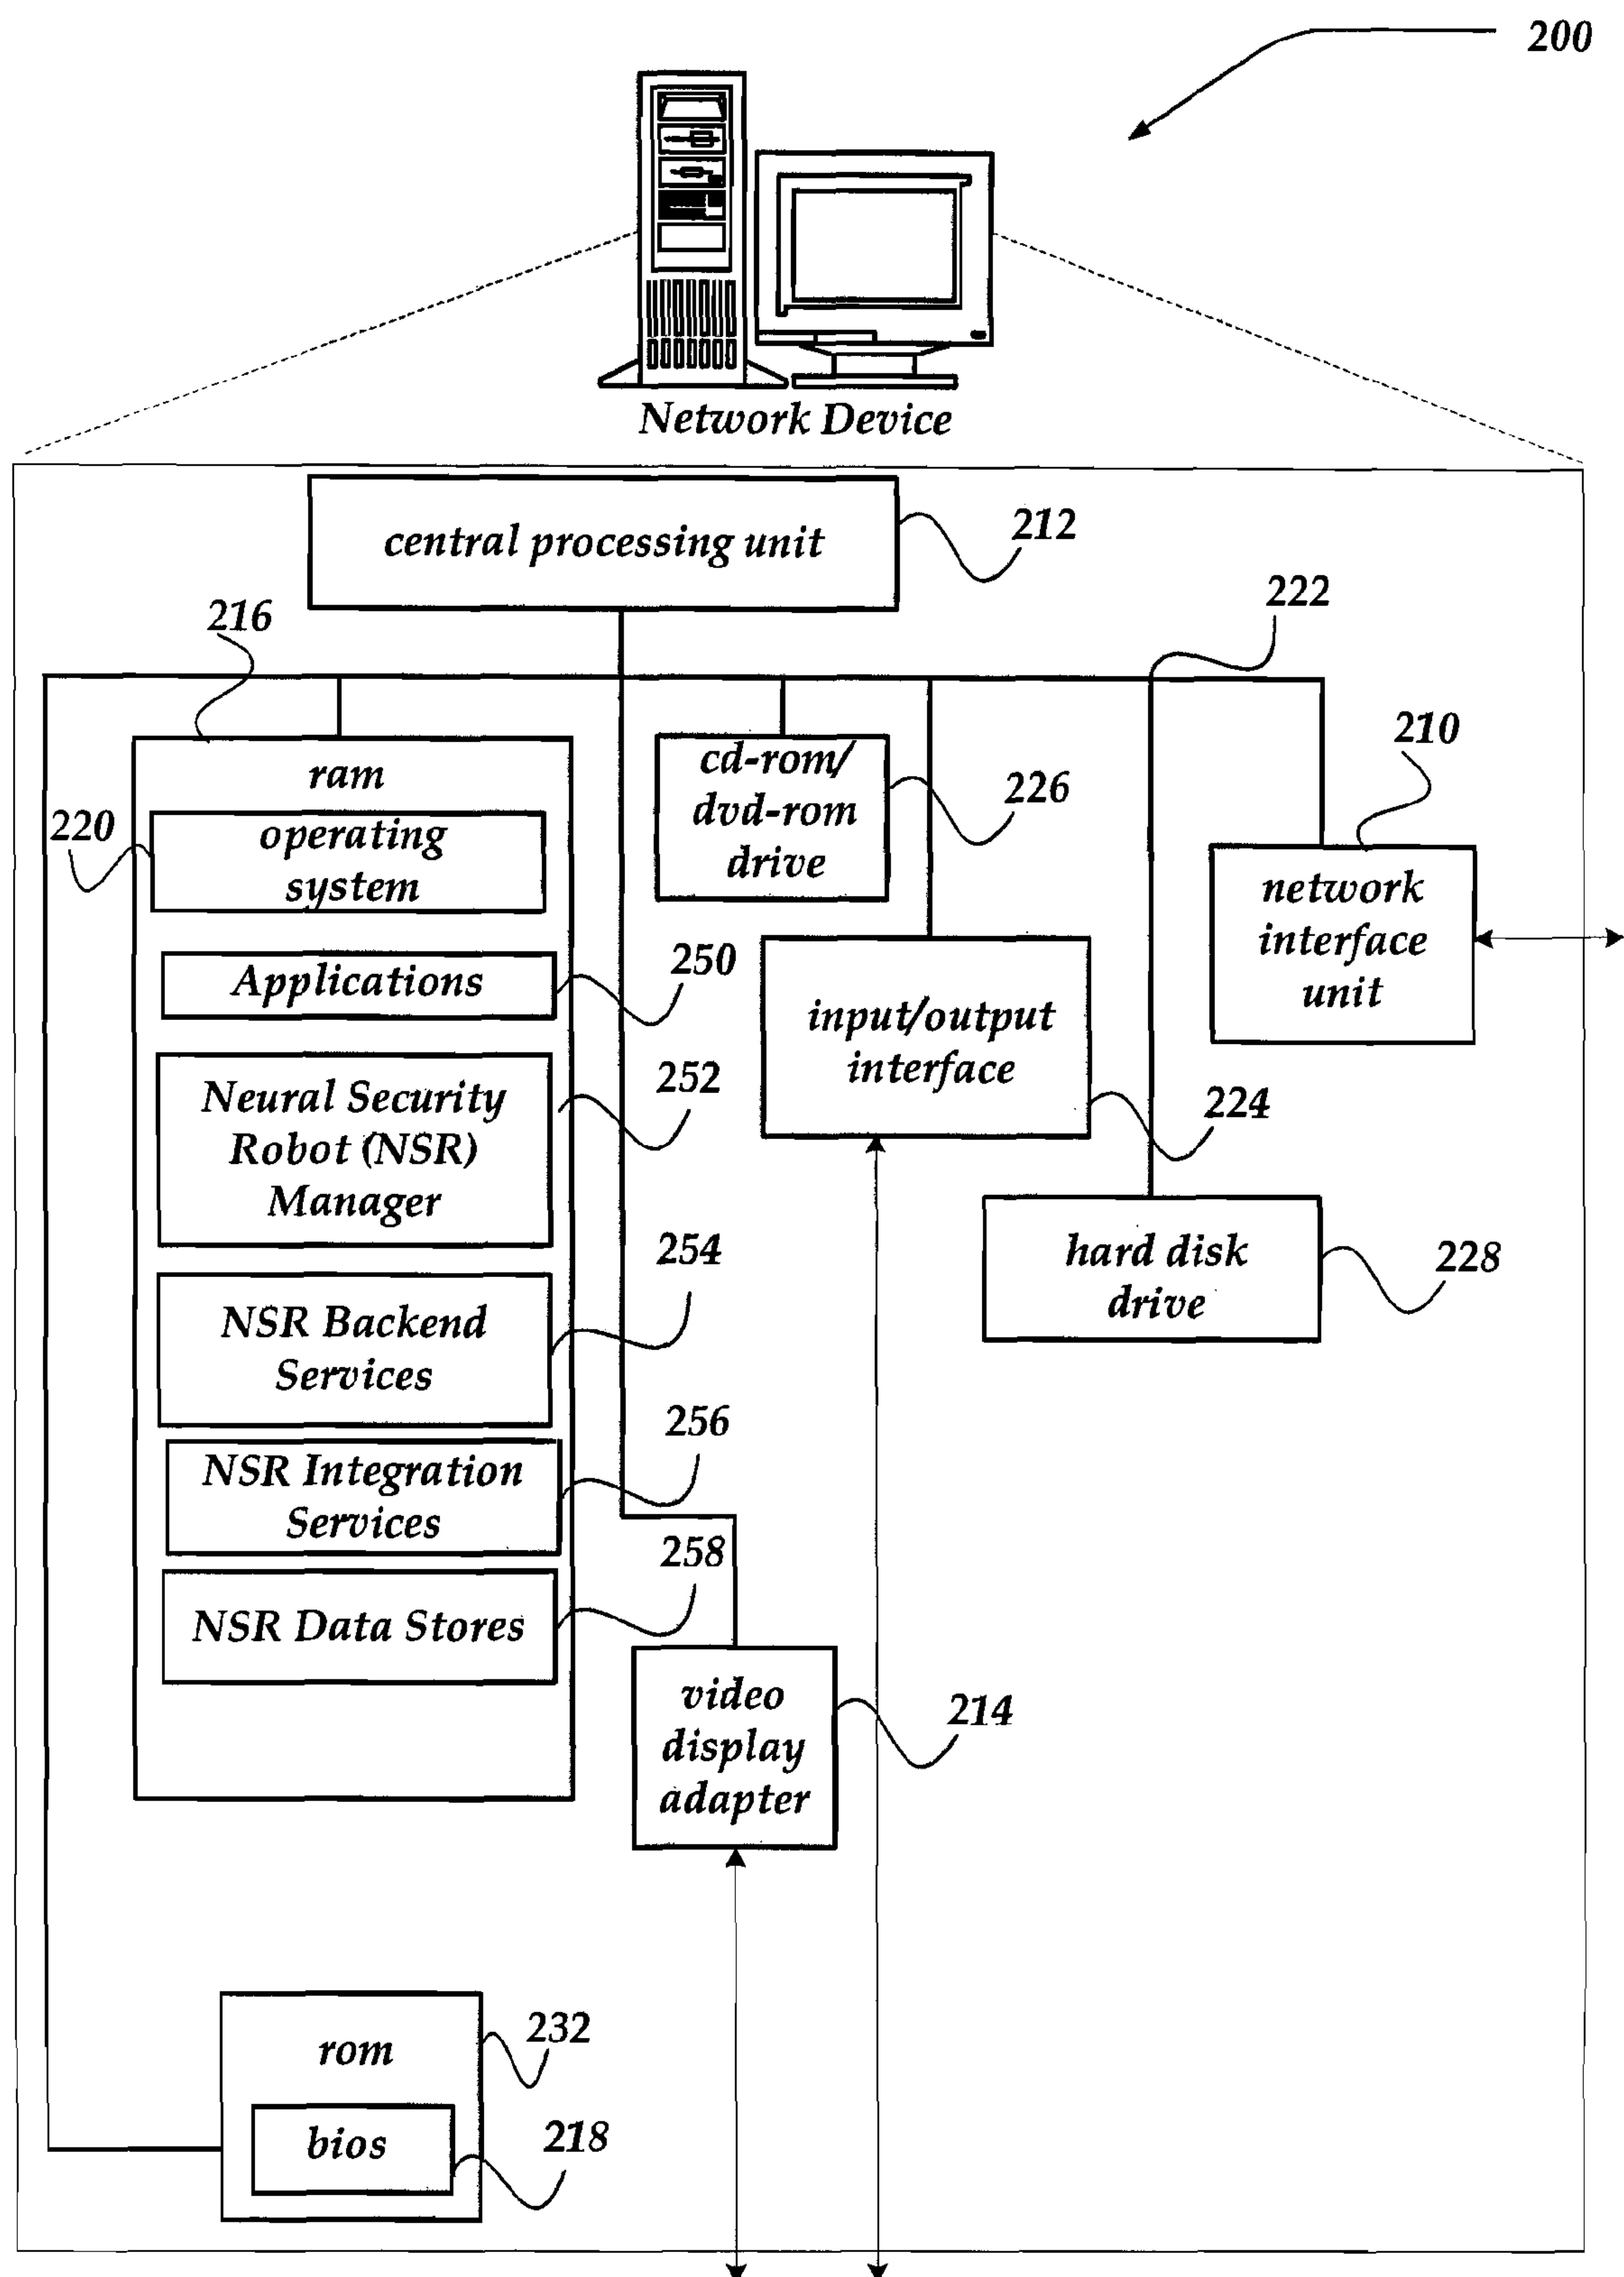 200
Network Device
central processing unit
212
222
216
210
ram
cd-rom/
dvd-rom
drive
226
220
operating
system
network
interface
unit
Applications
250
input/output
interface
224
Neural Security
Robot (NSR)
Manager
252
hard disk
drive
228
NSR Backend
Services
254
NSR Integration
Services
256
NSR Data Stores
258
video
display
adapter
214
rom
232
bios
218